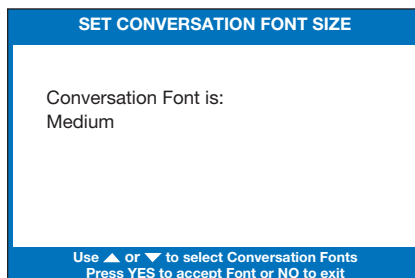 SET CONVERSATION FONT SIZE
Conversation Font is:
Medium
Use ▲ or ▼ to select Conversation Fonts
Press YES to accept Font or NO to exit